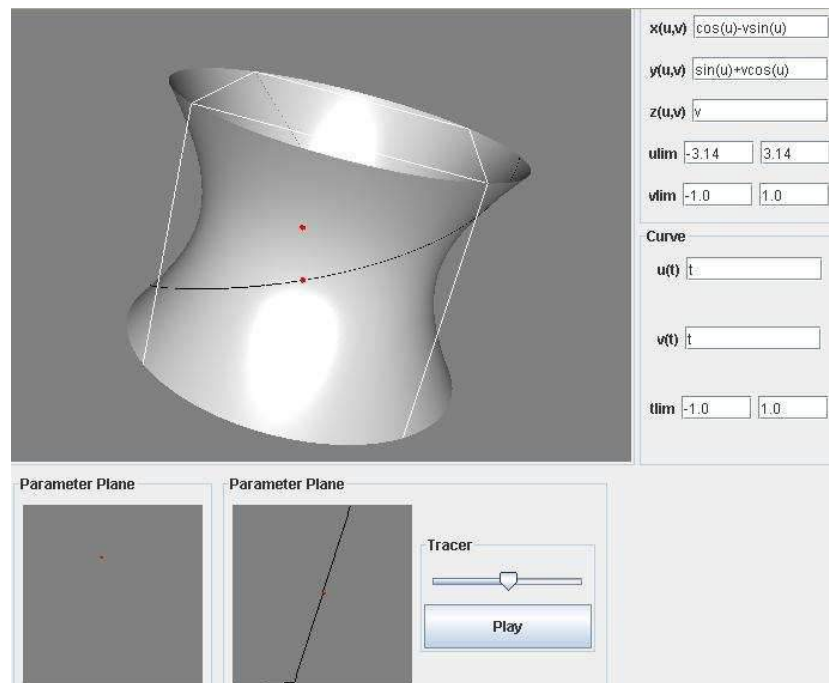 x(u,v) cos(u)-vsin(u)
y(u,v) sin(u)+vcos(u)
z(u,v) v
ulim -3.14 3.14
vlim -1.0 1.0
Curve
u(t) t
v(t) t
tlim -1.0 1.0
Parameter Plane
Parameter Plane
Tracer
Play